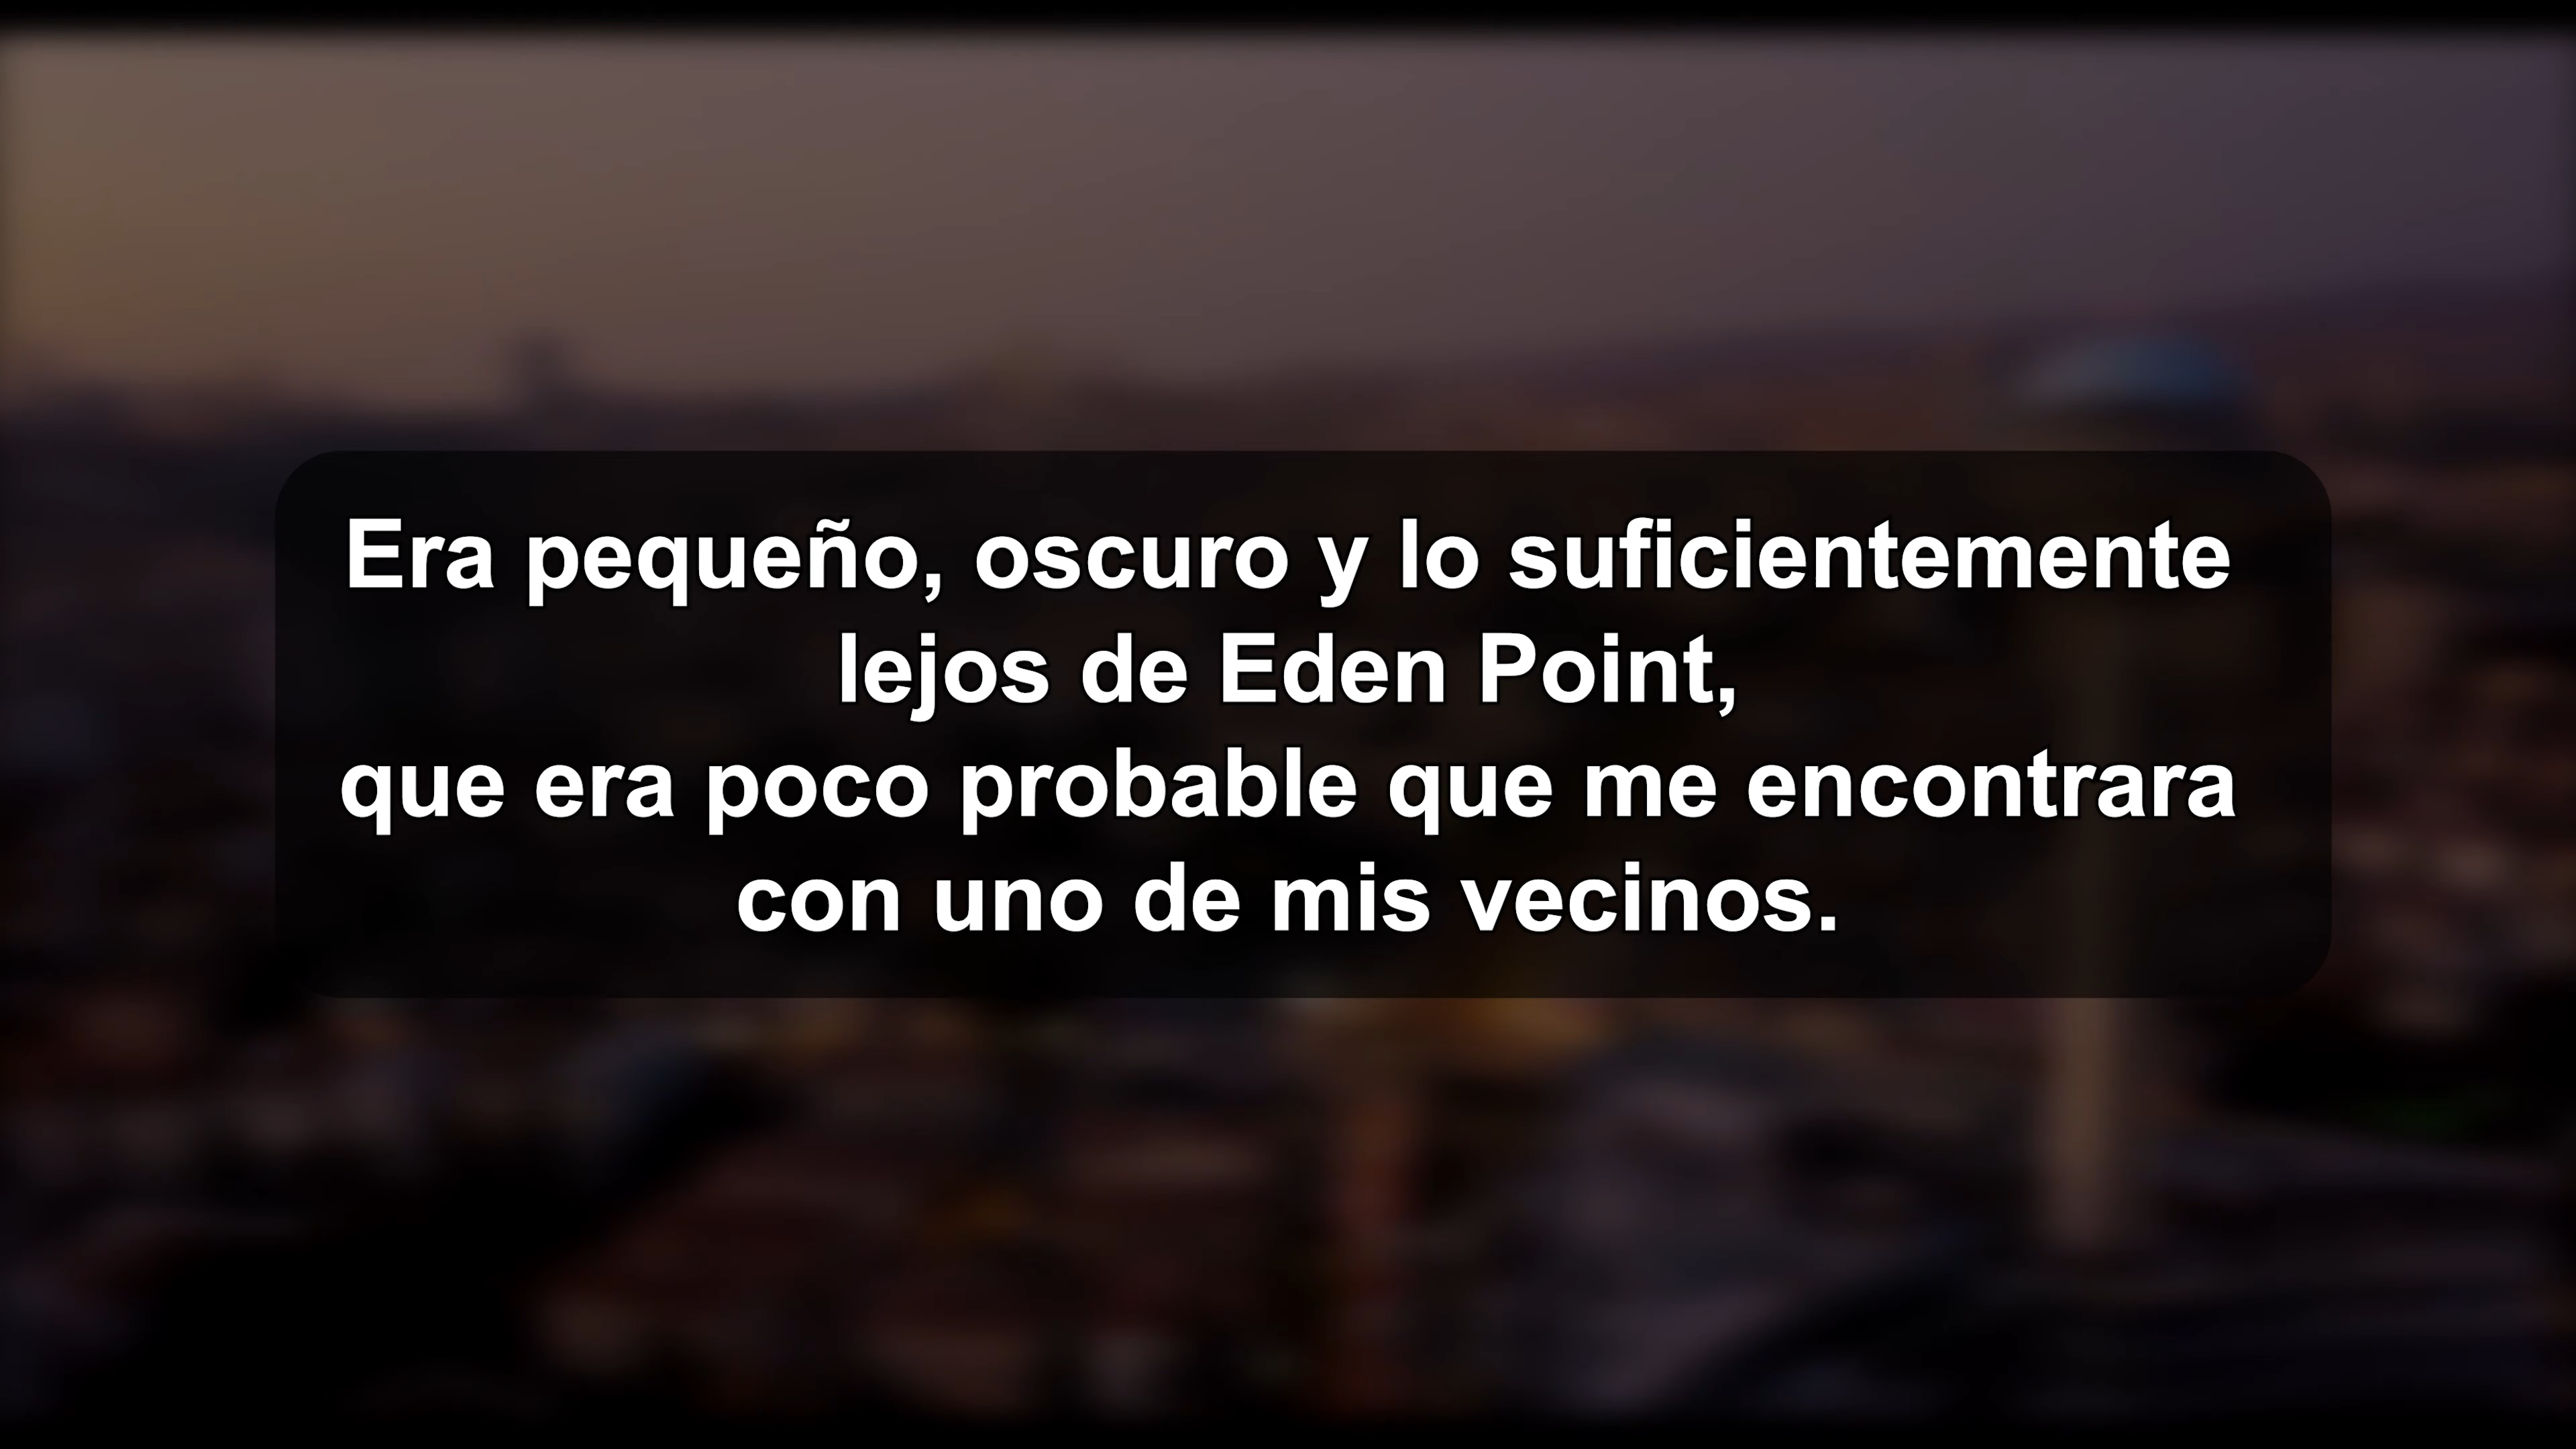 Era pequeño, oscuro y lo suficientemente
lejos de Eden Point,
que era poco probable que me encontrara
con uno de mis vecinos.